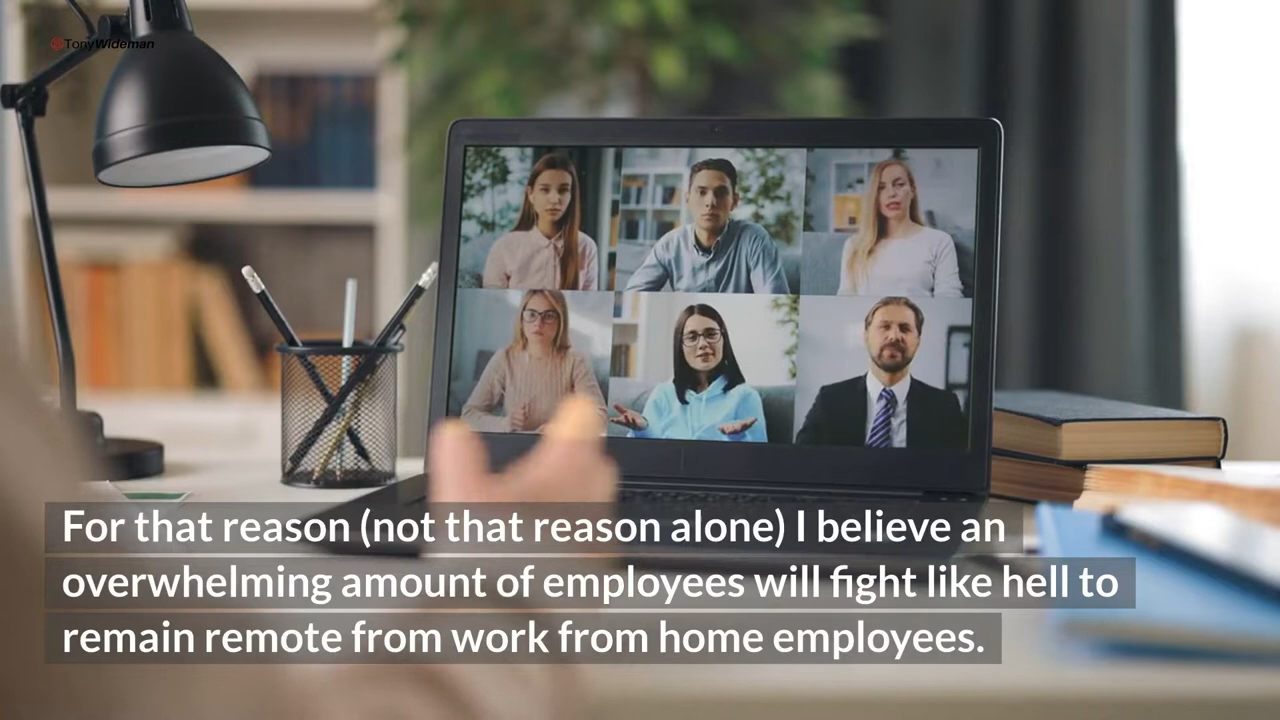 TonyWideman
For that reason (not that reason alone) I believe an
overwhelming amount of employees will fight like hell to
remain remote from work from home employees.